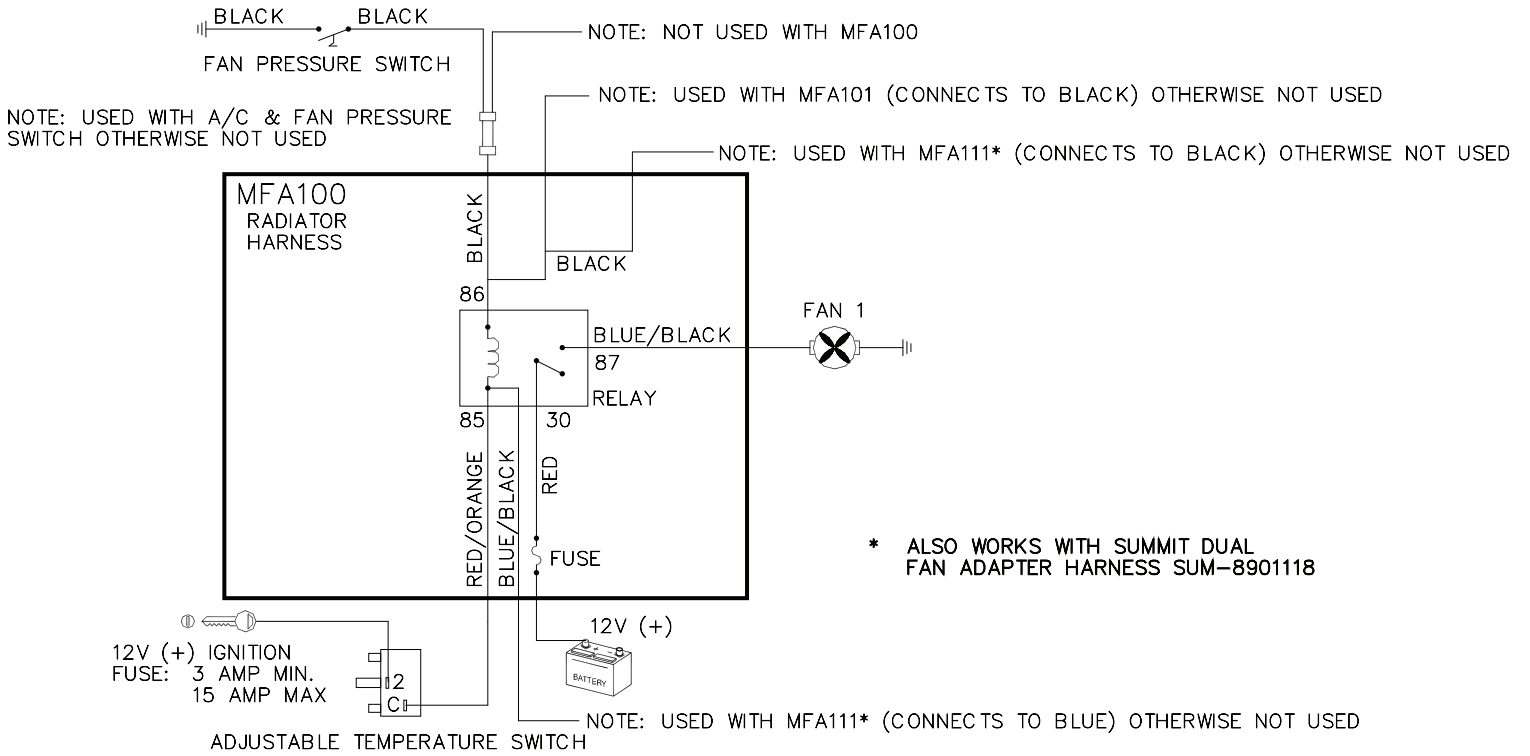 BLACK
BLACK
NOTE: NOT USED WITH MFA100
FAN PRESSURE SWITCH
NOTE: USED WITH MFA101 (CONNECTS TO BLACK) OTHERWISE NOT USED
NOTE: USED WITH A/C & FAN PRESSURE
SWITCH OTHERWISE NOT USED
NOTE: USED WITH MFA111* (CONNECTS TO BLACK) OTHERWISE NOT USED
MFA100
RADIATOR
HARNESS
BLACK
BLACK
86
FAN 1
BLUE/BLACK
87
RELAY
85
30
RED/ORANGE
BLUE/BLACK
RED
FUSE
* ALSO WORKS WITH SUMMIT DUAL
FAN ADAPTER HARNESS SUM-8901118
12V (+)
12V (+) IGNITION
FUSE: 3 AMP MIN.
15 AMP MAX
2
C
+ -
BATTERY
NOTE: USED WITH MFA111* (CONNECTS TO BLUE) OTHERWISE NOT USED
ADJUSTABLE TEMPERATURE SWITCH